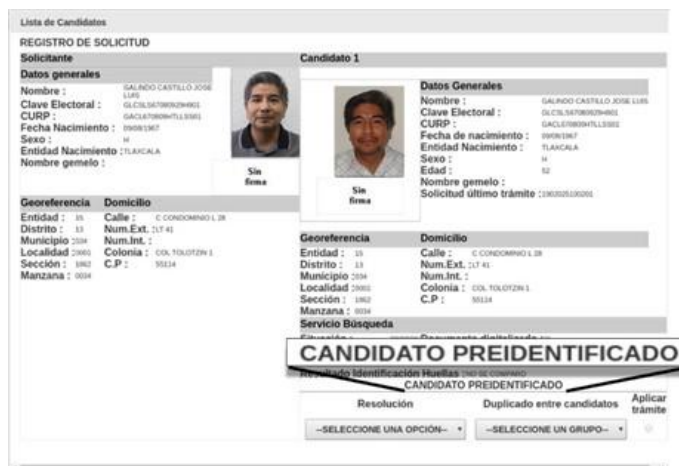 Lista de Candidatos
REGISTRO DE SOLICITUD
Solicitante
Datos generales
Nombre : GALINDO CASTILLO JOSE LUIS
Clave Electoral :
CURP :
Fecha Nacimiento : 09/08/1967
Sexo : H
Entidad Nacimiento : TLAXCALA
Nombre gemelo :
Sin
firma
Georeferencia Domicilio
Entidad : 15 Calle : C CONDOMINIO L 28
Distrito : 13 Num.Ext. : LT 41
Municipio : 034 Num.Int. :
Localidad : 0001 Colonia : COL TOLOTZIN 1
Sección : 1862 C.P : 55114
Manzana : 0034
Candidato 1
Sin
firma
Datos Generales
Nombre : GALINDO CASTILLO JOSE LUIS
Clave Electoral :
CURP :
Fecha de nacimiento : 09/08/1967
Entidad Nacimiento : TLAXCALA
Sexo : H
Edad : 52
Nombre gemelo :
Solicitud último trámite :
Georeferencia Domicilio
Entidad : 15 Calle : C CONDOMINIO L 28
Distrito : 13 Num.Ext. : LT 41
Municipio : 034 Num.Int. :
Localidad : 0001 Colonia : COL TOLOTZIN 1
Sección : 1862 C.P : 55114
Manzana : 0034
Servicio Búsqueda
CANDIDATO PREIDENTIFICADO
Resultado Identificación Huellas : NO SE COMPARO
CANDIDATO PREIDENTIFICADO
Resolución Duplicado entre candidatos Aplicar trámite
--SELECCIONE UNA OPCIÓN-- --SELECCIONE UN GRUPO--